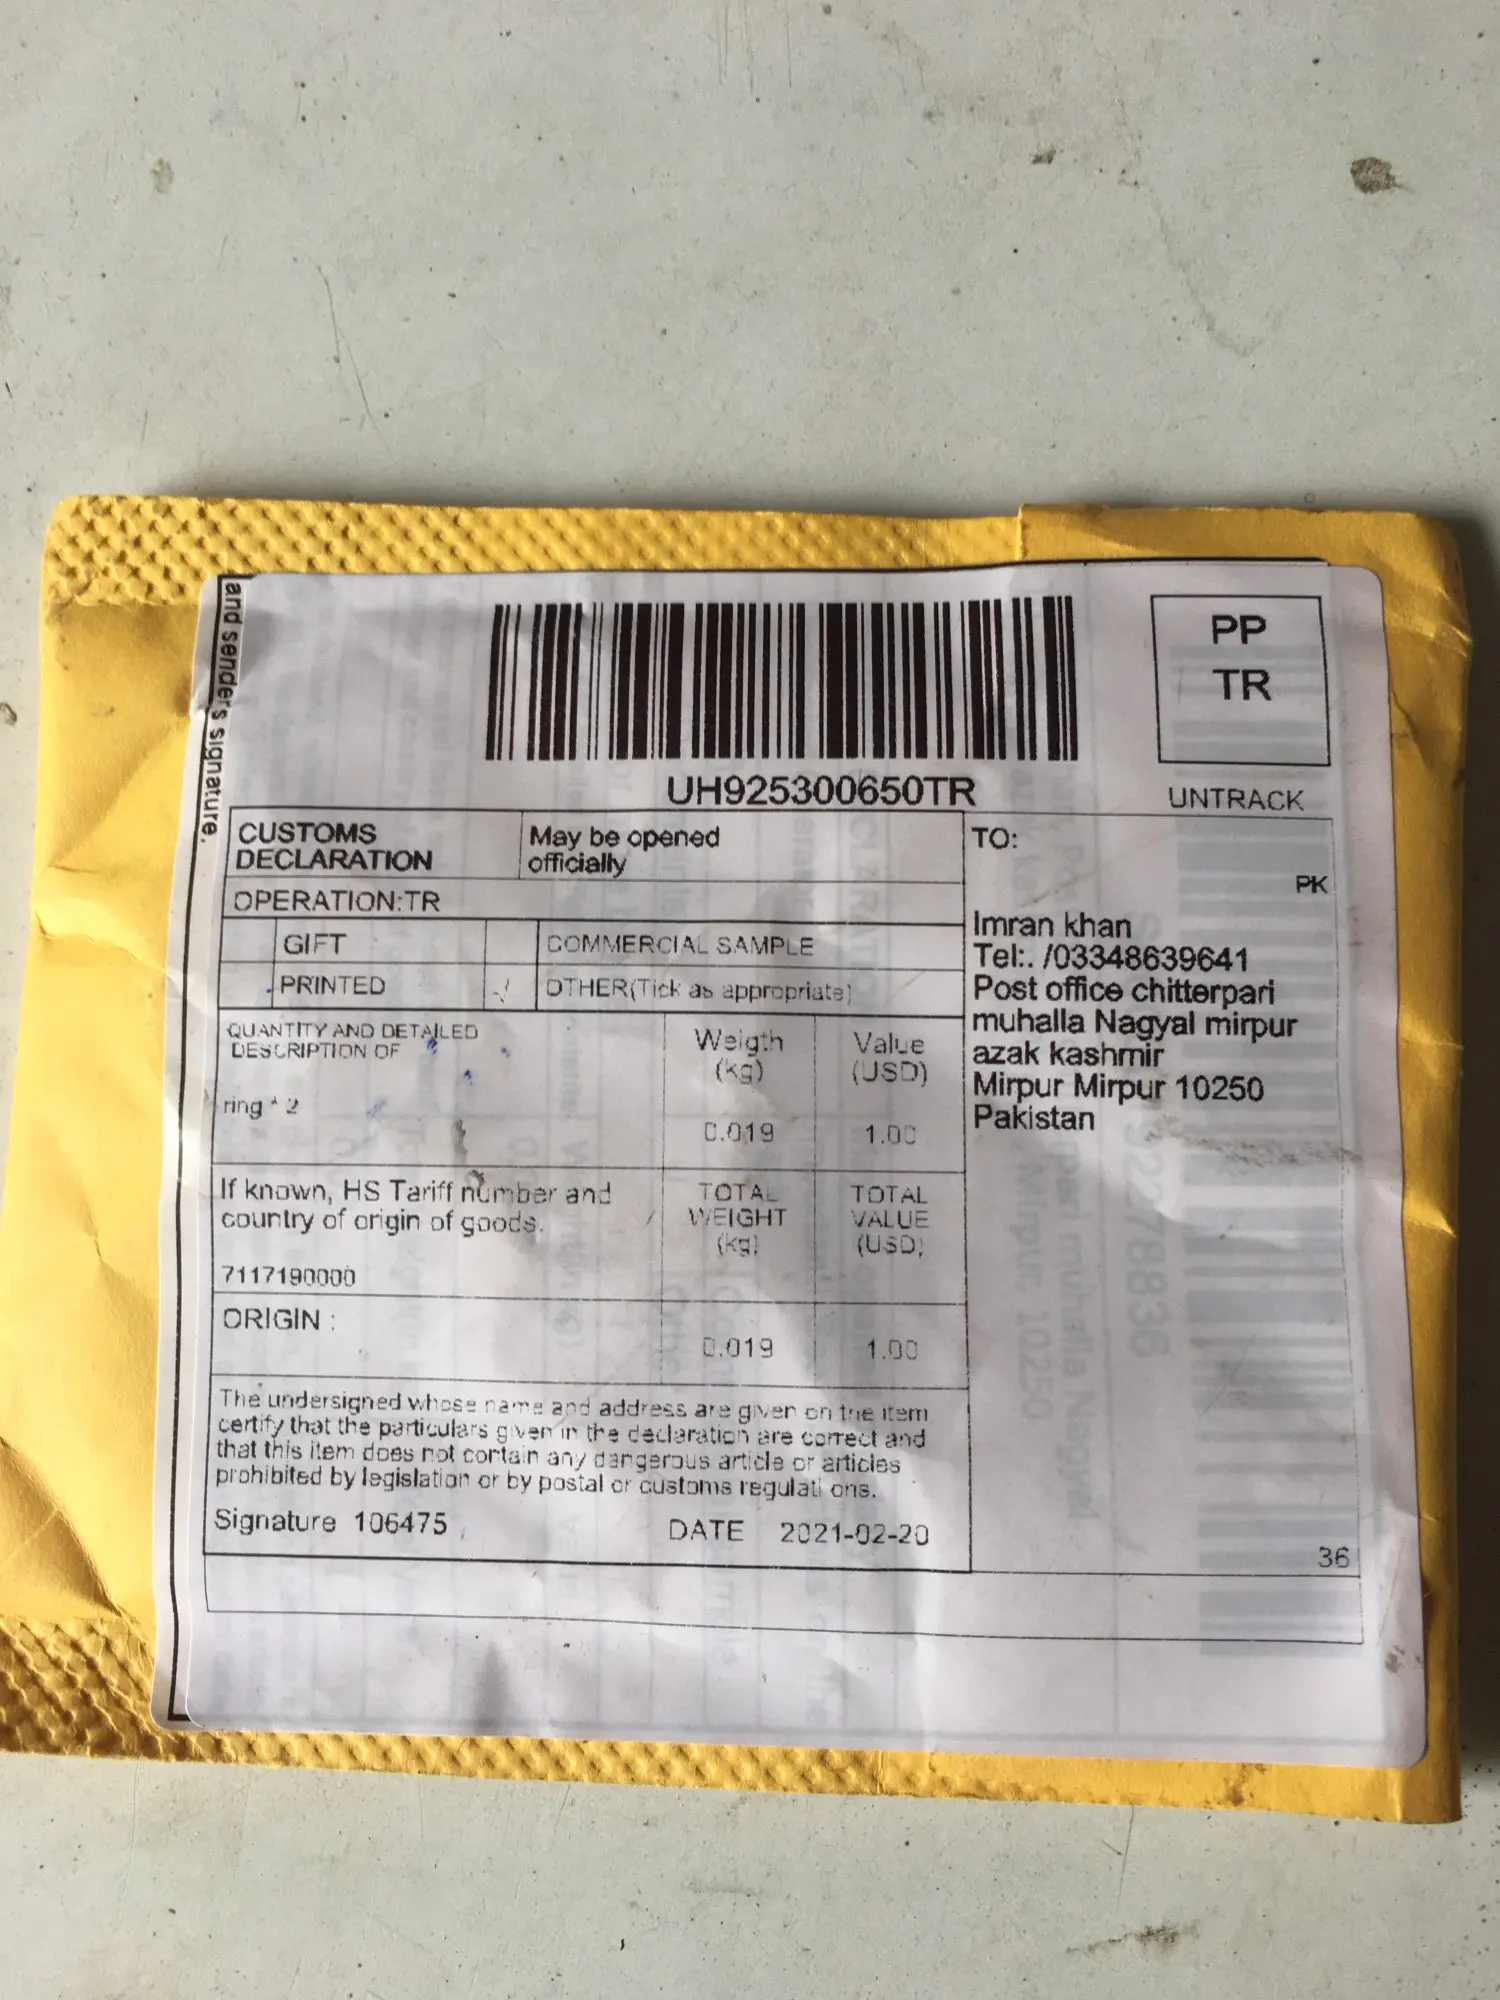 and senders signature.
PP
TR
UH925300650TR
UNTRACK
CUSTOMS
DECLARATION
May be opened
officially
OPERATION:TR
GIFT
COMMERCIAL SAMPLE
PRINTED
OTHER(Tick as appropriate)
QUANTITY AND DETAILED
DESCRIPTION OF
Weigth
(kg)
Value
(USD)
ring * 2
0.019
1.00
If known, HS Tariff number and
country of origin of goods.
TOTAL
WEIGHT
(kg)
TOTAL
VALUE
(USD)
7117190000
ORIGIN :
0.019
1.00
The undersigned whose name and address are given on the item
certify that the particulars given in the declaration are correct and
that this item does not contain any dangerous article or articles
prohibited by legislation or by postal or customs regulati ons.
Signature 106475
DATE 2021-02-20
TO:
PK
Imran khan
Tel:. /03348639641
Post office chitterpari
muhalla Nagyal mirpur
azak kashmir
Mirpur Mirpur 10250
Pakistan
36